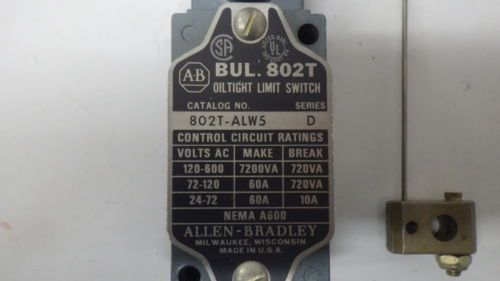 SA
LISTED
UL
A-B
BUL. 802T
OILTIGHT LIMIT SWITCH
CATALOG NO. SERIES
802T-ALW5 D
CONTROL CIRCUIT RATINGS
VOLTS AC MAKE BREAK
120-600 7200VA 720VA
72-120 60A 720VA
24-72 60A 10A
NEMA A600
ALLEN-BRADLEY
MILWAUKEE, WISCONSIN
MADE IN U.S.A.